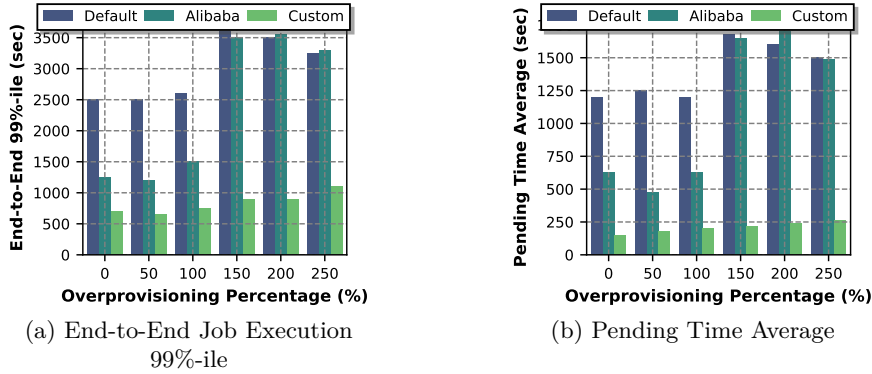 Default Alibaba Custom
End-to-End 99%-ile (sec)
3500
3000
2500
2000
1500
1000
500
0
0 50 100 150 200 250
Overprovisioning Percentage (%)
(a) End-to-End Job Execution
99%-ile
Default Alibaba Custom
Pending Time Average (sec)
1500
1250
1000
750
500
250
0
0 50 100 150 200 250
Overprovisioning Percentage (%)
(b) Pending Time Average